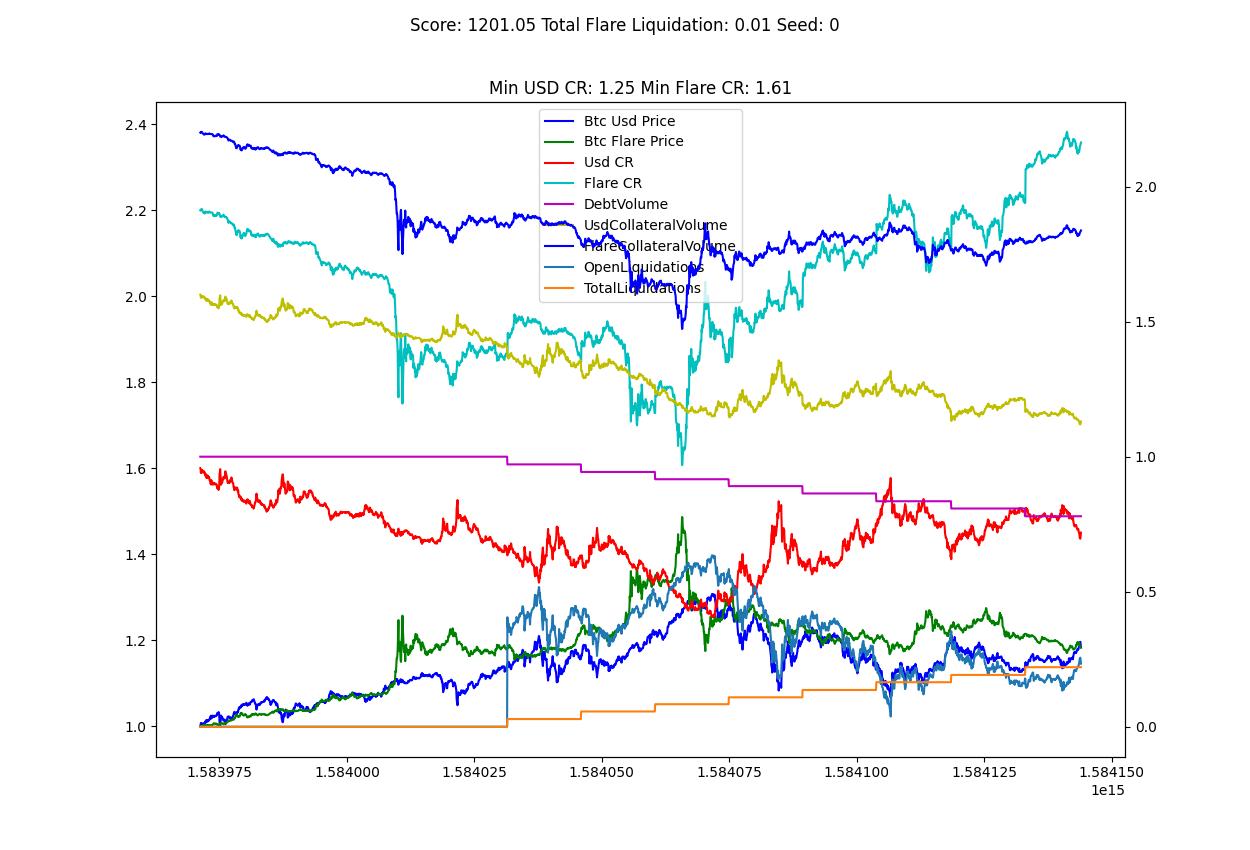 Score: 1201.05 Total Flare Liquidation: 0.01 Seed: 0
Min USD CR: 1.25 Min Flare CR: 1.61
2.4
2.2
2.0
1.8
1.6
1.4
1.2
1.0
Btc Usd Price
Btc Flare Price
Usd CR
Flare CR
DebtVolume
UsdCollateralVolume
FlareCollateralVolume
OpenLiquidations
TotalLiquidations
2.0
1.5
1.0
0.5
0.0
1.583975 1.584000 1.584025 1.584050 1.584075 1.584100 1.584125 1.584150
1e15